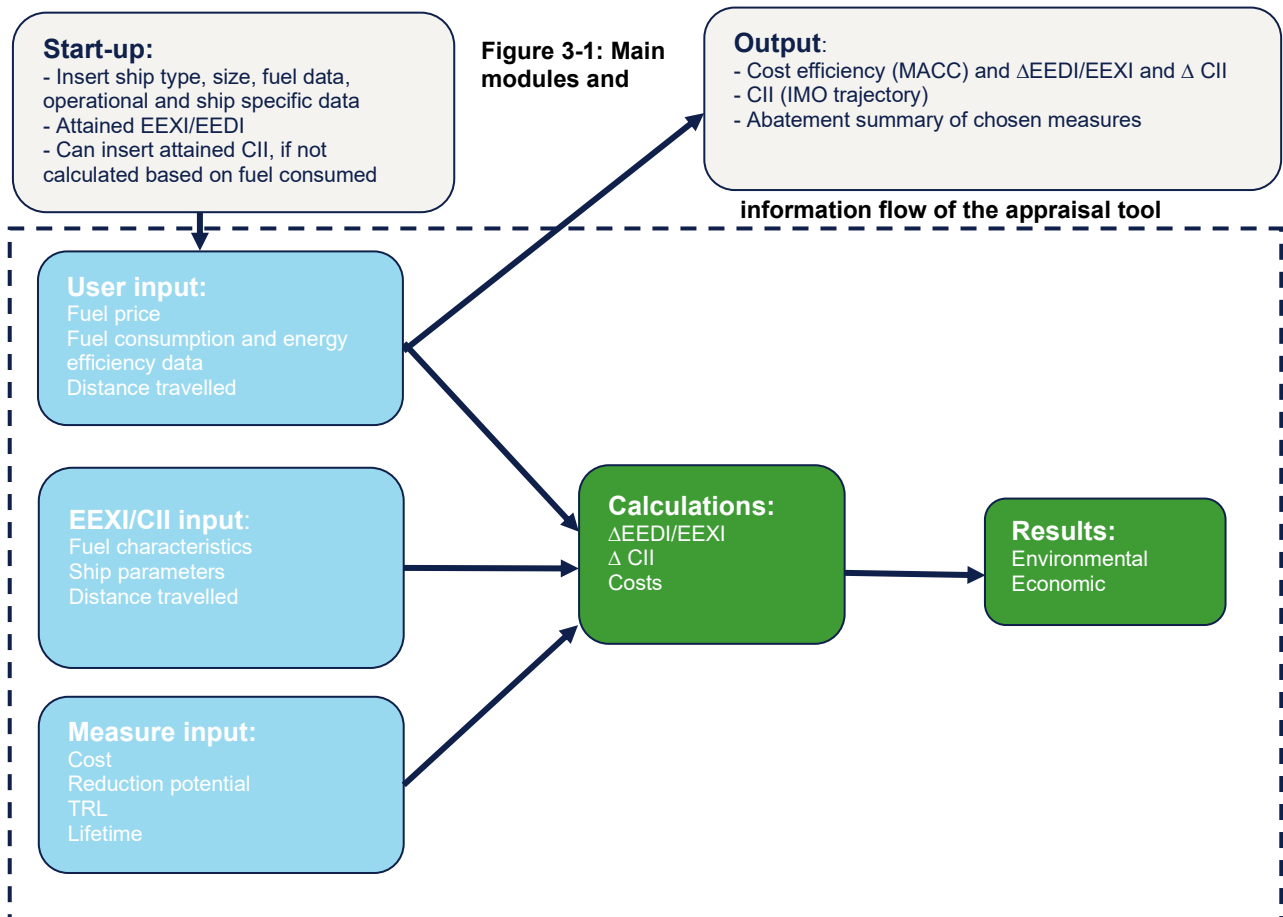 Start-up:
- Insert ship type, size, fuel data,
operational and ship specific data
- Attained EEXI/EEDI
- Can insert attained CII, if not
calculated based on fuel consumed
Figure 3-1: Main
modules and
Output:
- Cost efficiency (MACC) and ΔEEDI/EEXI and Δ CII
- CII (IMO trajectory)
- Abatement summary of chosen measures
information flow of the appraisal tool
User input:
Fuel price
Fuel consumption and energy
efficiency data
Distance travelled
EEXI/CII input:
Fuel characteristics
Ship parameters
Distance travelled
Measure input:
Cost
Reduction potential
TRL
Lifetime
Calculations:
ΔEEDI/EEXI
Δ CII
Costs
Results:
Environmental
Economic